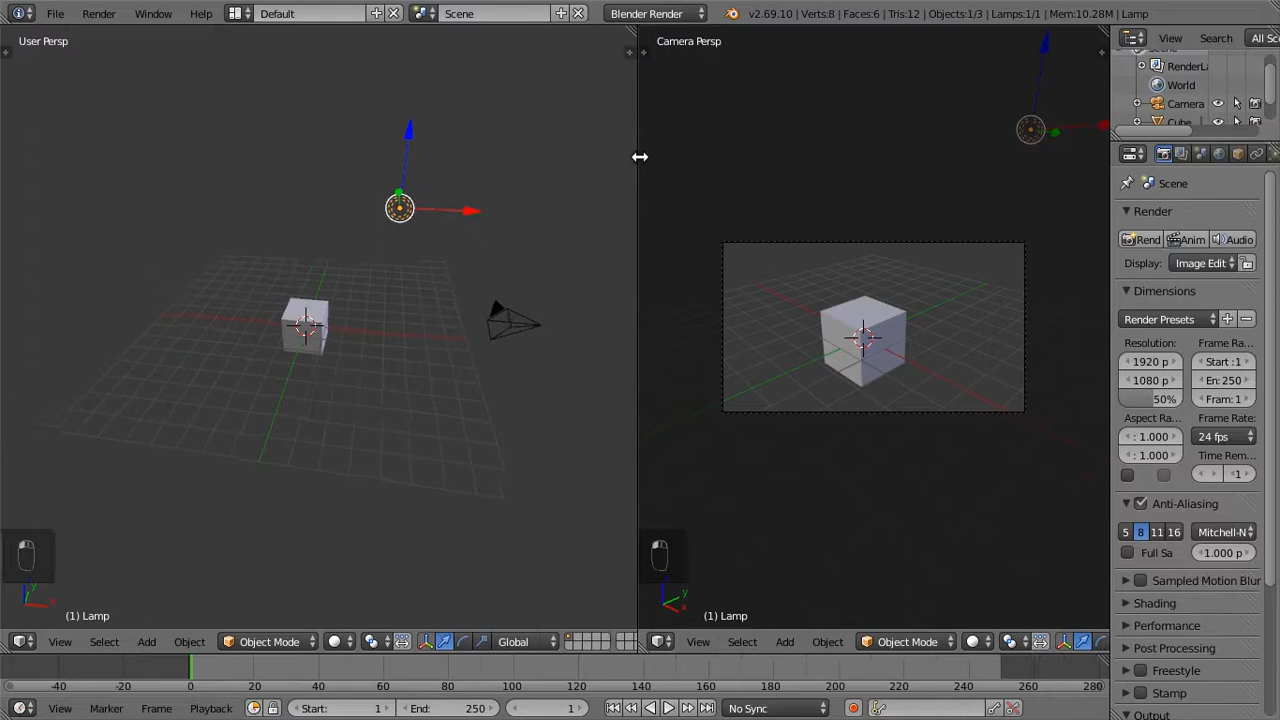 File Render Window Help Default Scene Blender Render v2.69.10 | Verts:8 | Faces:6 | Tris:12 | Objects:1/3 | Lamps:1/1 | Mem:10.28M | Lamp
User Persp
Camera Persp
View Search All Sc
RenderLa
World
Camera
Cube
Scene
Render
Rend Anim Audio
Display: Image Edit
Dimensions
Render Presets
Resolution: Frame Ra...
1920 p Start :1
1080 p En: 250
50% Fram: 1
Aspect Ra... Frame Rate:
: 1.000 24 fps
: 1.000 Time Rem...
1
Anti-Aliasing
5 8 11 16 Mitchell-N
Full Sa 1.000 p
Sampled Motion Blur
Shading
Performance
Post Processing
Freestyle
Stamp
Output
(1) Lamp
(1) Lamp
View Select Add Object Object Mode Global
View Select Add Object Object Mode
-40 -20 0 20 40 60 80 100 120 140 160 180 200 220 240 260 280
View Marker Frame Playback Start: 1 End: 250 1 No Sync